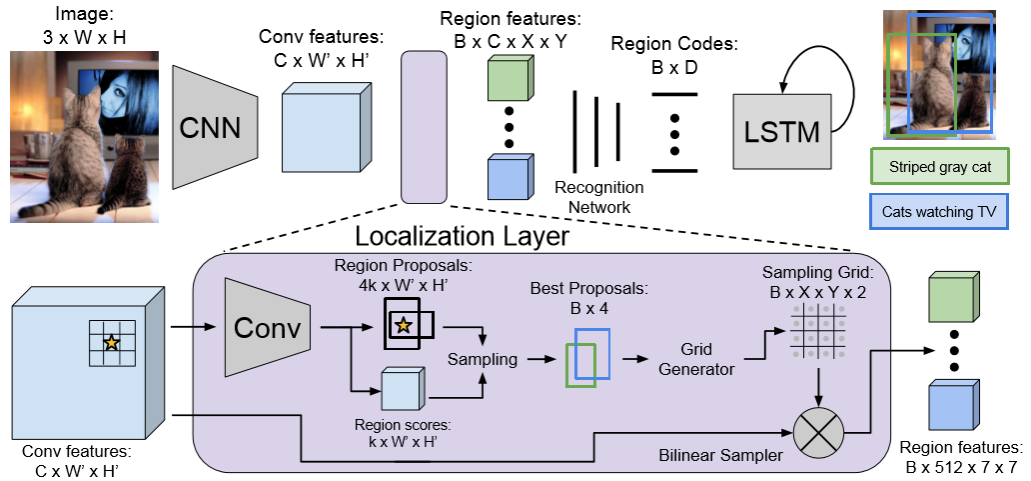 Image:
3 x W x H
Conv features:
C x W' x H'
Region features:
B x C x X x Y
Region Codes:
B x D
CNN
LSTM
Recognition
Network
Striped gray cat
Cats watching TV
Localization Layer
Region Proposals:
4k x W' x H'
Conv
Sampling
Region scores:
k x W' x H'
Best Proposals:
B x 4
Grid
Generator
Sampling Grid:
B x X x Y x 2
Bilinear Sampler
Conv features:
C x W' x H'
Region features:
B x 512 x 7 x 7